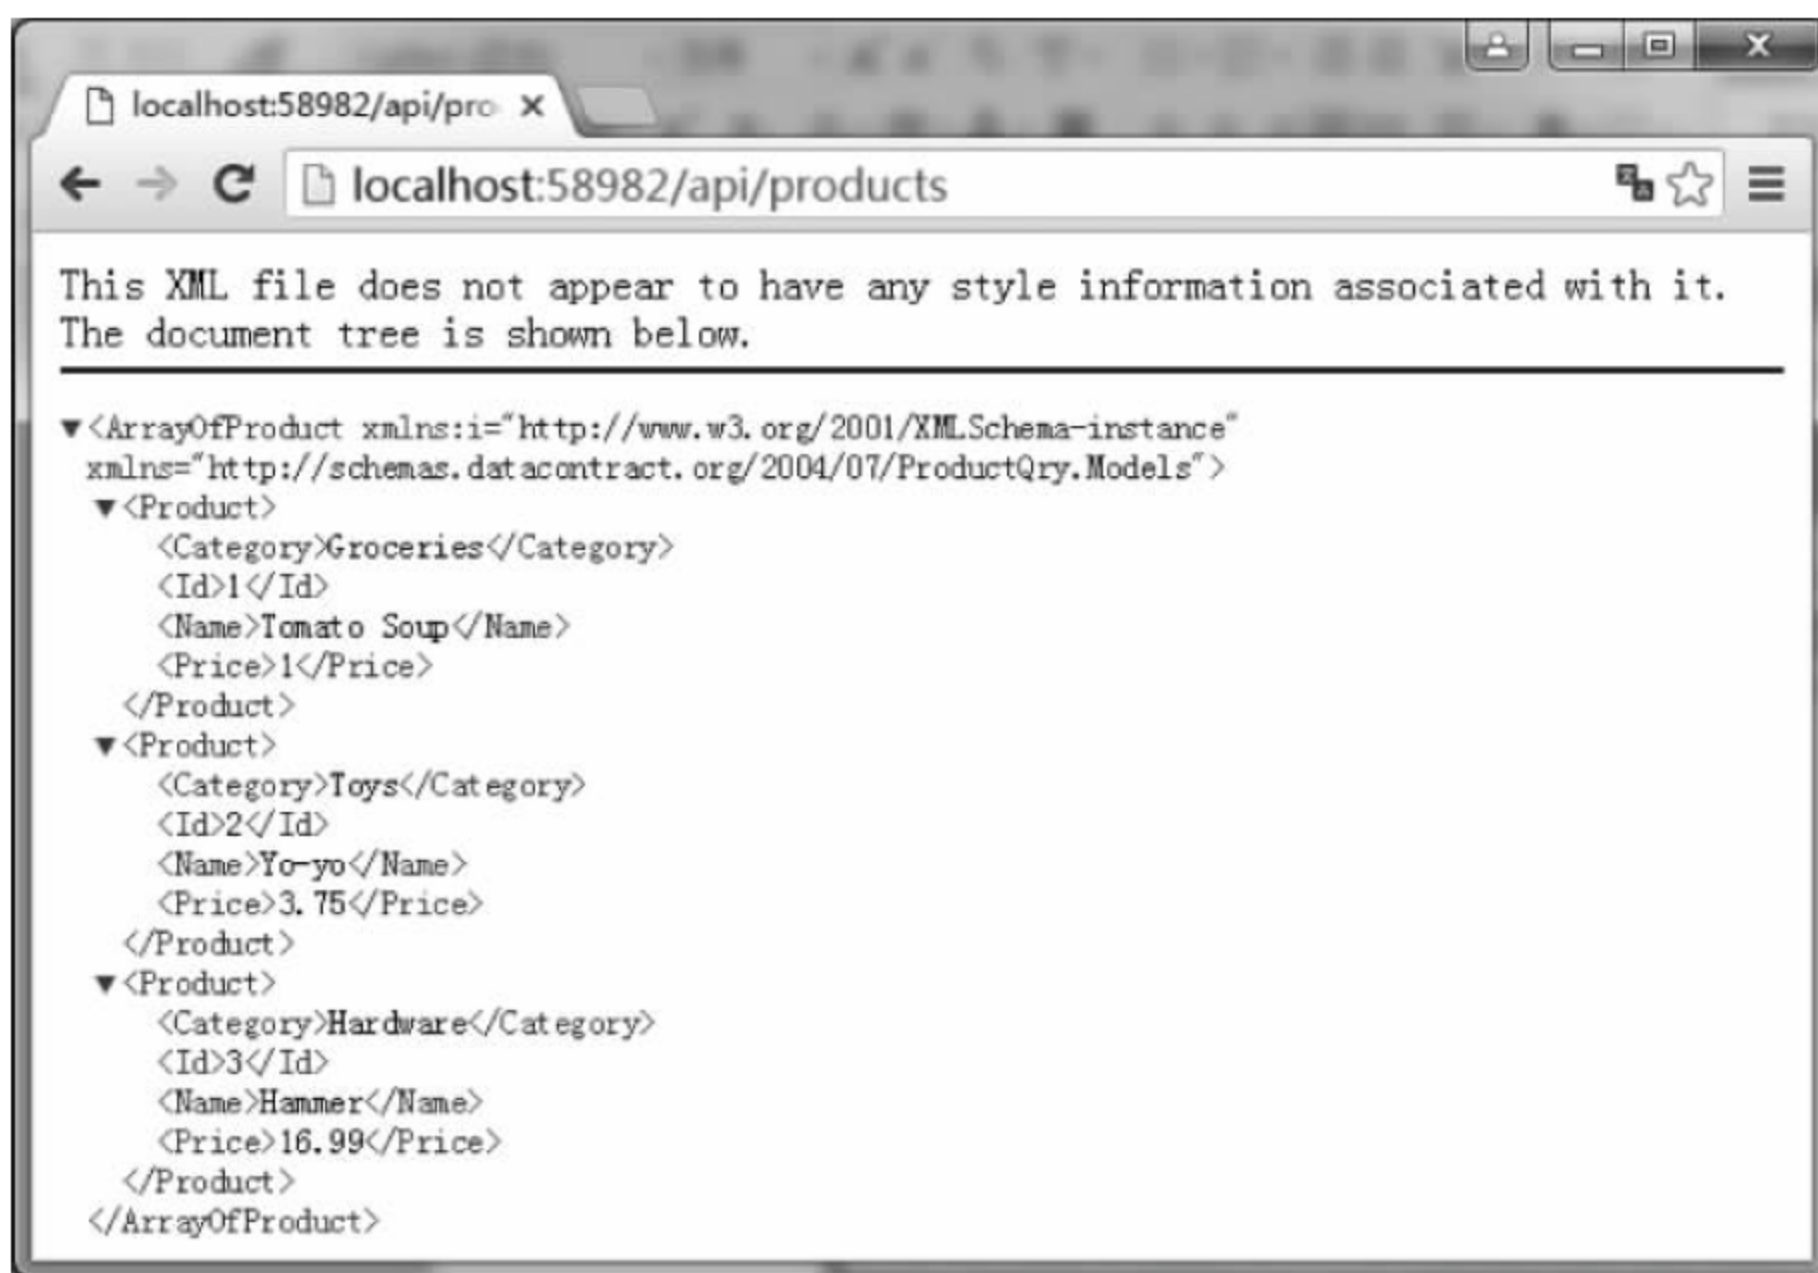 localhost:58982/api/pro
localhost:58982/api/products
This XML file does not appear to have any style information associated with it.
The document tree is shown below.
▼<ArrayOfProduct xmlns:i="http://www.w3.org/2001/XMLSchema-instance"
xmlns="http://schemas.datacontract.org/2004/07/ProductQry.Models">
▼<Product>
<Category>Groceries</Category>
<Id>1</Id>
<Name>Tomato Soup</Name>
<Price>1</Price>
</Product>
▼<Product>
<Category>Toys</Category>
<Id>2</Id>
<Name>Yo-yo</Name>
<Price>3.75</Price>
</Product>
▼<Product>
<Category>Hardware</Category>
<Id>3</Id>
<Name>Hammer</Name>
<Price>16.99</Price>
</Product>
</ArrayOfProduct>